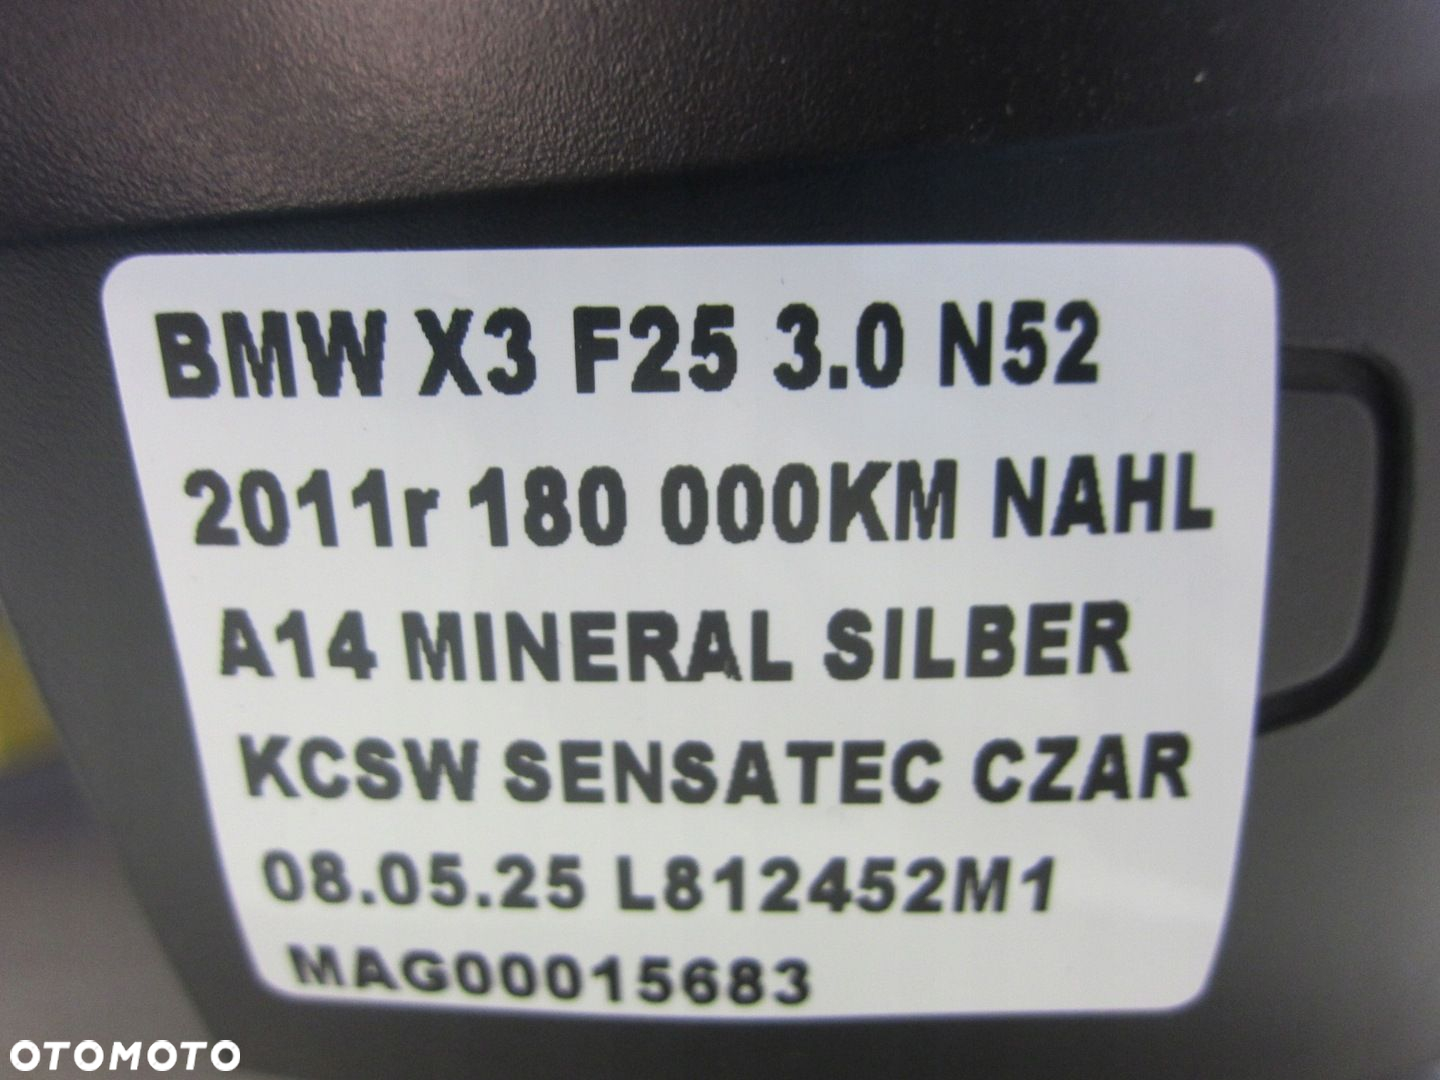 BMW X3 F25 3.0 N52
2011r 180 000KM NAHL
A14 MINERAL SILBER
KCSW SENSATEC CZAR
08.05.25 L812452M1
MAG00015683
OTOMOTO